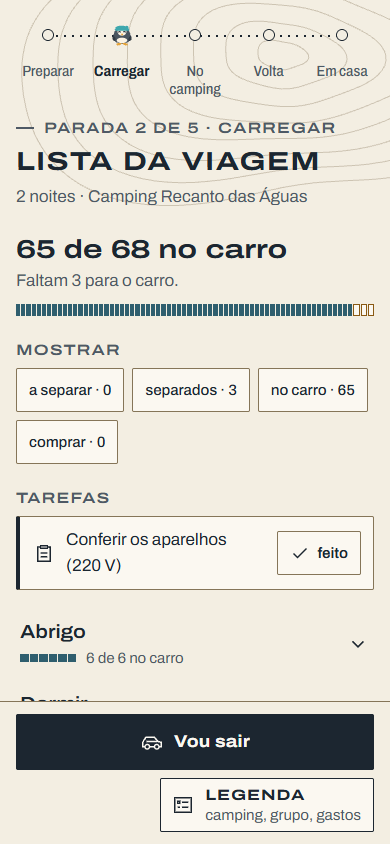 Preparar
Carregar
No camping
Volta
Em casa
PARADA 2 DE 5 · CARREGAR
LISTA DA VIAGEM
2 noites · Camping Recanto das Águas
65 de 68 no carro
Faltam 3 para o carro.
MOSTRAR
a separar · 0
separados · 3
no carro · 65
comprar · 0
TAREFAS
Conferir os aparelhos
(220 V)
feito
Abrigo
6 de 6 no carro
Dormir
Vou sair
LEGENDA
camping, grupo, gastos